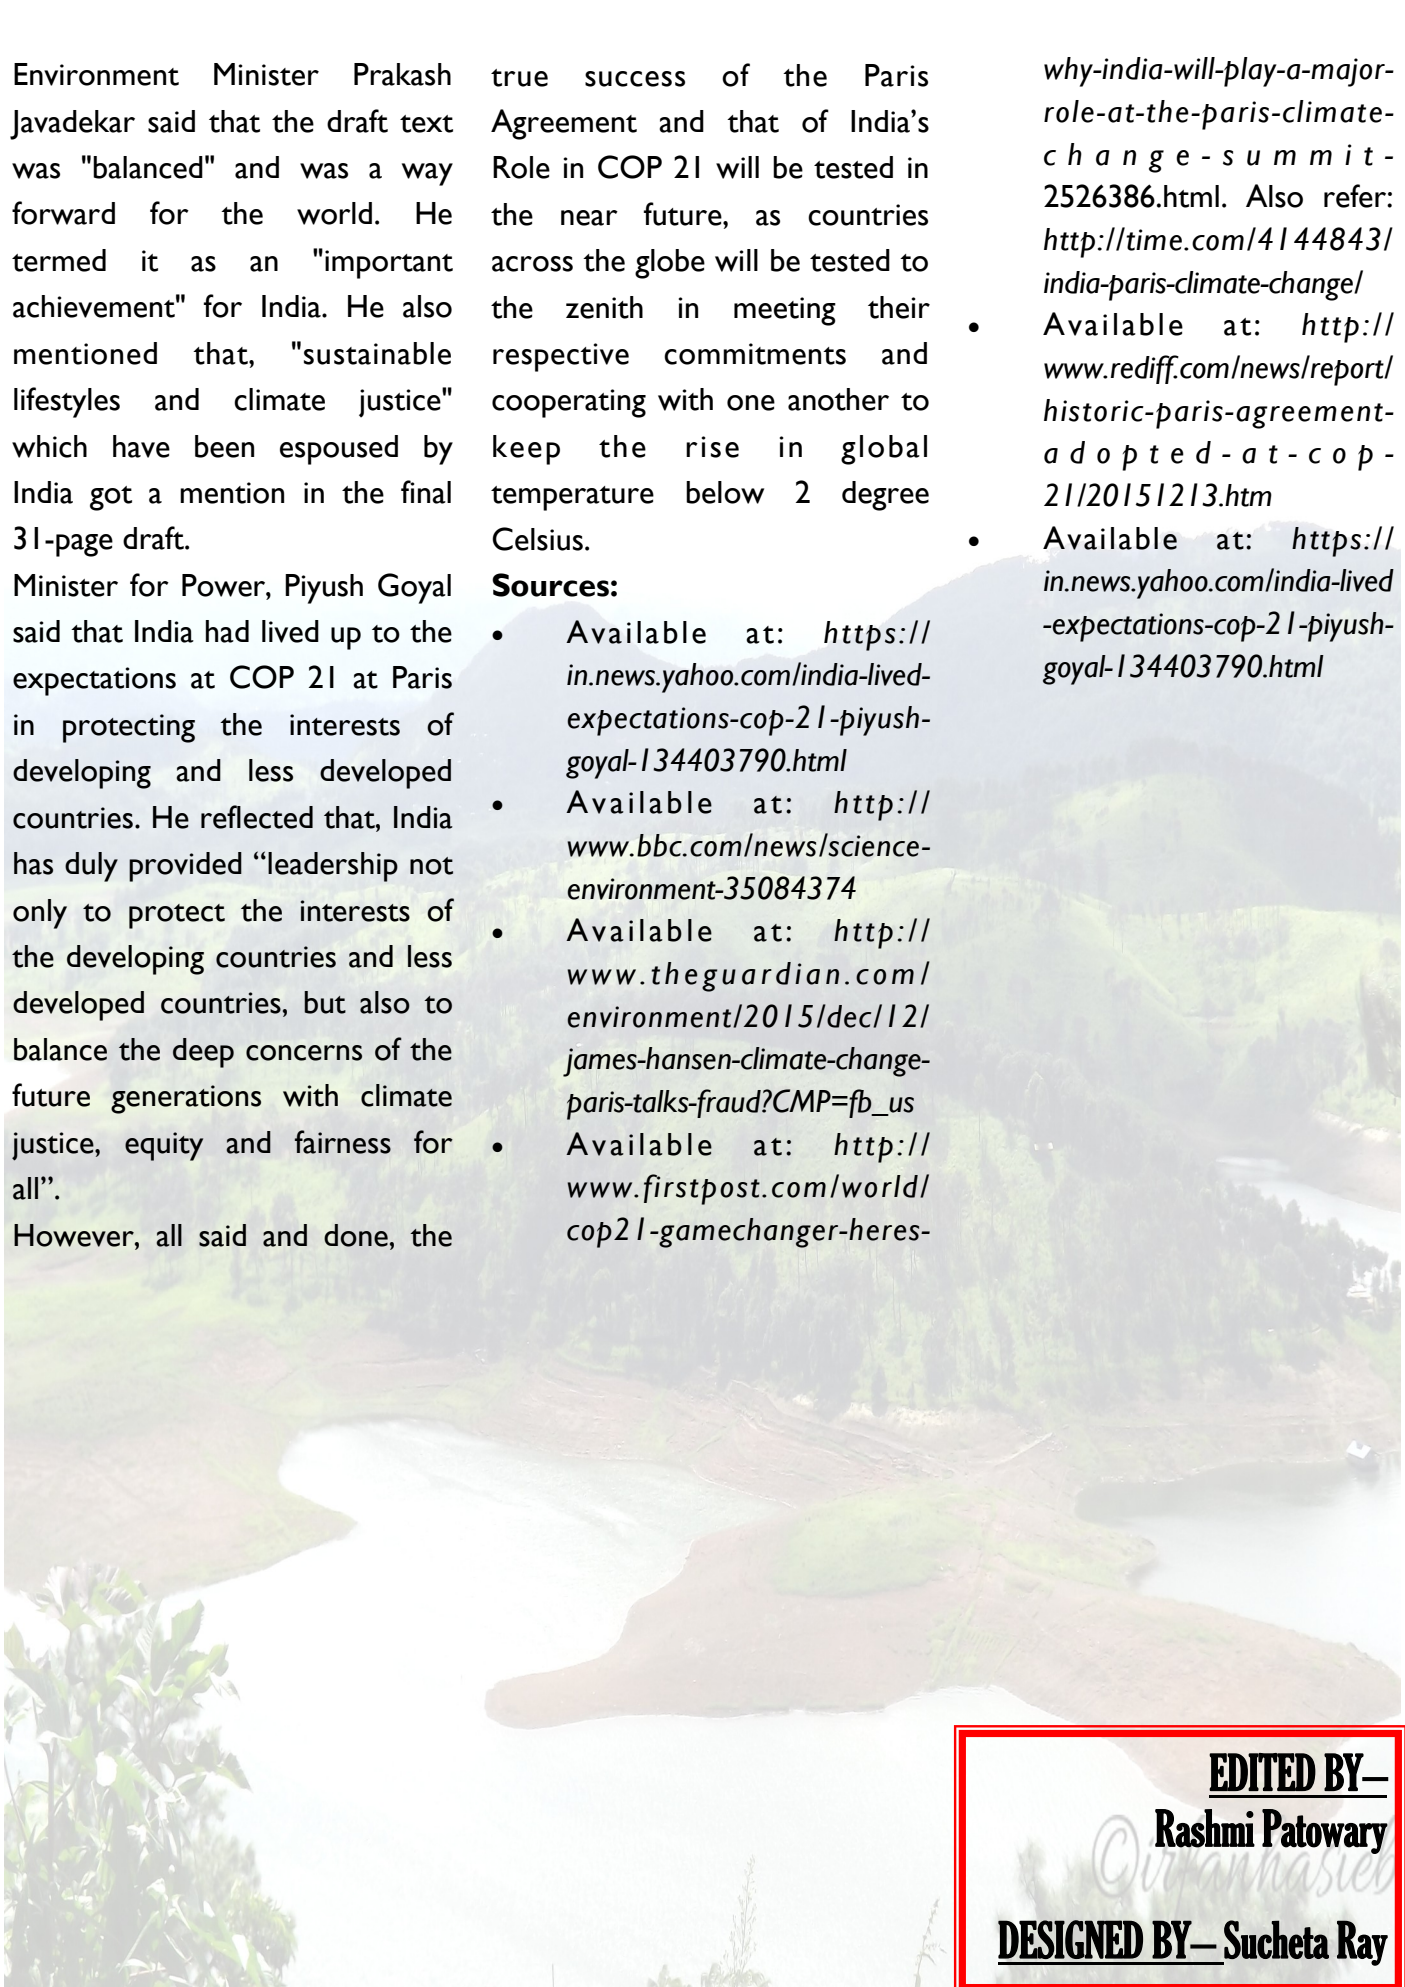 Environment Minister Prakash
Javadekar said that the draft text
was "balanced" and was a way
forward for the world. He
termed it as an "important
achievement" for India. He also
mentioned that, "sustainable
lifestyles and climate justice"
which have been espoused by
India got a mention in the final
31-page draft.
Minister for Power, Piyush Goyal
said that India had lived up to the
expectations at COP 21 at Paris
in protecting the interests of
developing and less developed
countries. He reflected that, India
has duly provided “leadership not
only to protect the interests of
the developing countries and less
developed countries, but also to
balance the deep concerns of the
future generations with climate
justice, equity and fairness for
all”.
However, all said and done, the
true success of the Paris
Agreement and that of India’s
Role in COP 21 will be tested in
the near future, as countries
across the globe will be tested to
the zenith in meeting their
respective commitments and
cooperating with one another to
keep the rise in global
temperature below 2 degree
Celsius.
Sources:
• Available at: https://
in.news.yahoo.com/india-lived-
expectations-cop-21-piyush-
goyal-134403790.html
• Available at: http://
www.bbc.com/news/science-
environment-35084374
• Available at: http://
www.theguardian.com/
environment/2015/dec/12/
james-hansen-climate-change-
paris-talks-fraud?CMP=fb_us
• Available at: http://
www.firstpost.com/world/
cop21-gamechanger-heres-
why-india-will-play-a-major-
role-at-the-paris-climate-
change-summit-
2526386.html. Also refer:
http://time.com/4144843/
india-paris-climate-change/
• Available at: http://
www.rediff.com/news/report/
historic-paris-agreement-
adopted-at-cop-
21/20151213.htm
• Available at: https://
in.news.yahoo.com/india-lived
-expectations-cop-21-piyush-
goyal-134403790.html
EDITED BY—
Rashmi Patowary
DESIGNED BY— Sucheta Ray